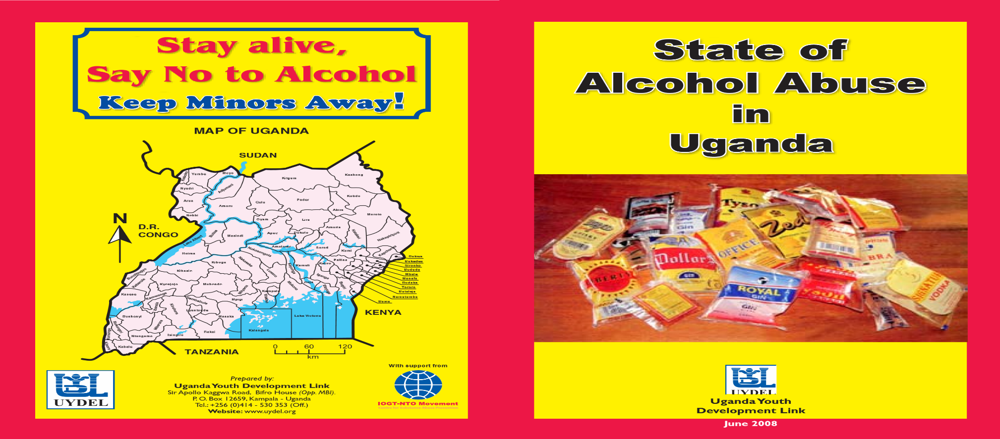 Stay alive,
Say No to Alcohol
Keep Minors Away!
MAP OF UGANDA
SUDAN
Koboko
Yumbe
Moyo
Kaabong
Kitgum
Nyadri
Adjumani
Kotido
Arua
Gulu
Pader
Amuru
Abim
Moroto
Nebbi
Oyam
Lira
N
D.R.
CONGO
Amuria
Katakwi
Nakapiripirit
Buliisa
Masindi
Apac
Dokolo
Lake Albert
Amolotar
Soroti
Kapchorwa
Hoima
Nakasongola
Kumi
Bukwa
Kiboga
Nakaseke
Kamuli
Kaliro
Pallisa
Bukedea
Sironko
Bududa
Mbale
Manafa
Budaka
Tororo
Butaleja
Namutumba
Busia
Bundibugyo
Kibaale
Luwero
Kayunga
Iganga
Kabarole
Kyenjojo
Mubende
Mityana
Mukono
Jinja
Mayuge
Bugiri
Kasese
Kamwenge
Kampala
Wakiso
Sembabule
Mpigi
Ibanda
Kiruhura
Lyantonde
Masaka
Lake Victoria
KENYA
Bushenyi
Rukungiri
Mbarara
Kanungu
Ntungamo
Isingiro
Rakai
Kalangala
Kisoro
Kabale
TANZANIA
0 60 120
km
With support from
UYDEL
Prepared by:
Uganda Youth Development Link
Sir Apollo Kaggwa Road, Bifro House (Opp. MBI).
P. O. Box 12659, Kampala - Uganda
Tel.: +256 (0)414 - 530 353 (Off.)
Website: www.uydel.org
IOGT-NTO Movement
Centre for Substance Abuse Prevention
State of
Alcohol Abuse
in
Uganda
Tyso
Gin
Zed
OFFICE
Dollar
GIN
BERTY
BRA
ROYAL
GIN
Gin
SIGNATURE
VODKA
UYDEL
Uganda Youth
Development Link
June 2008